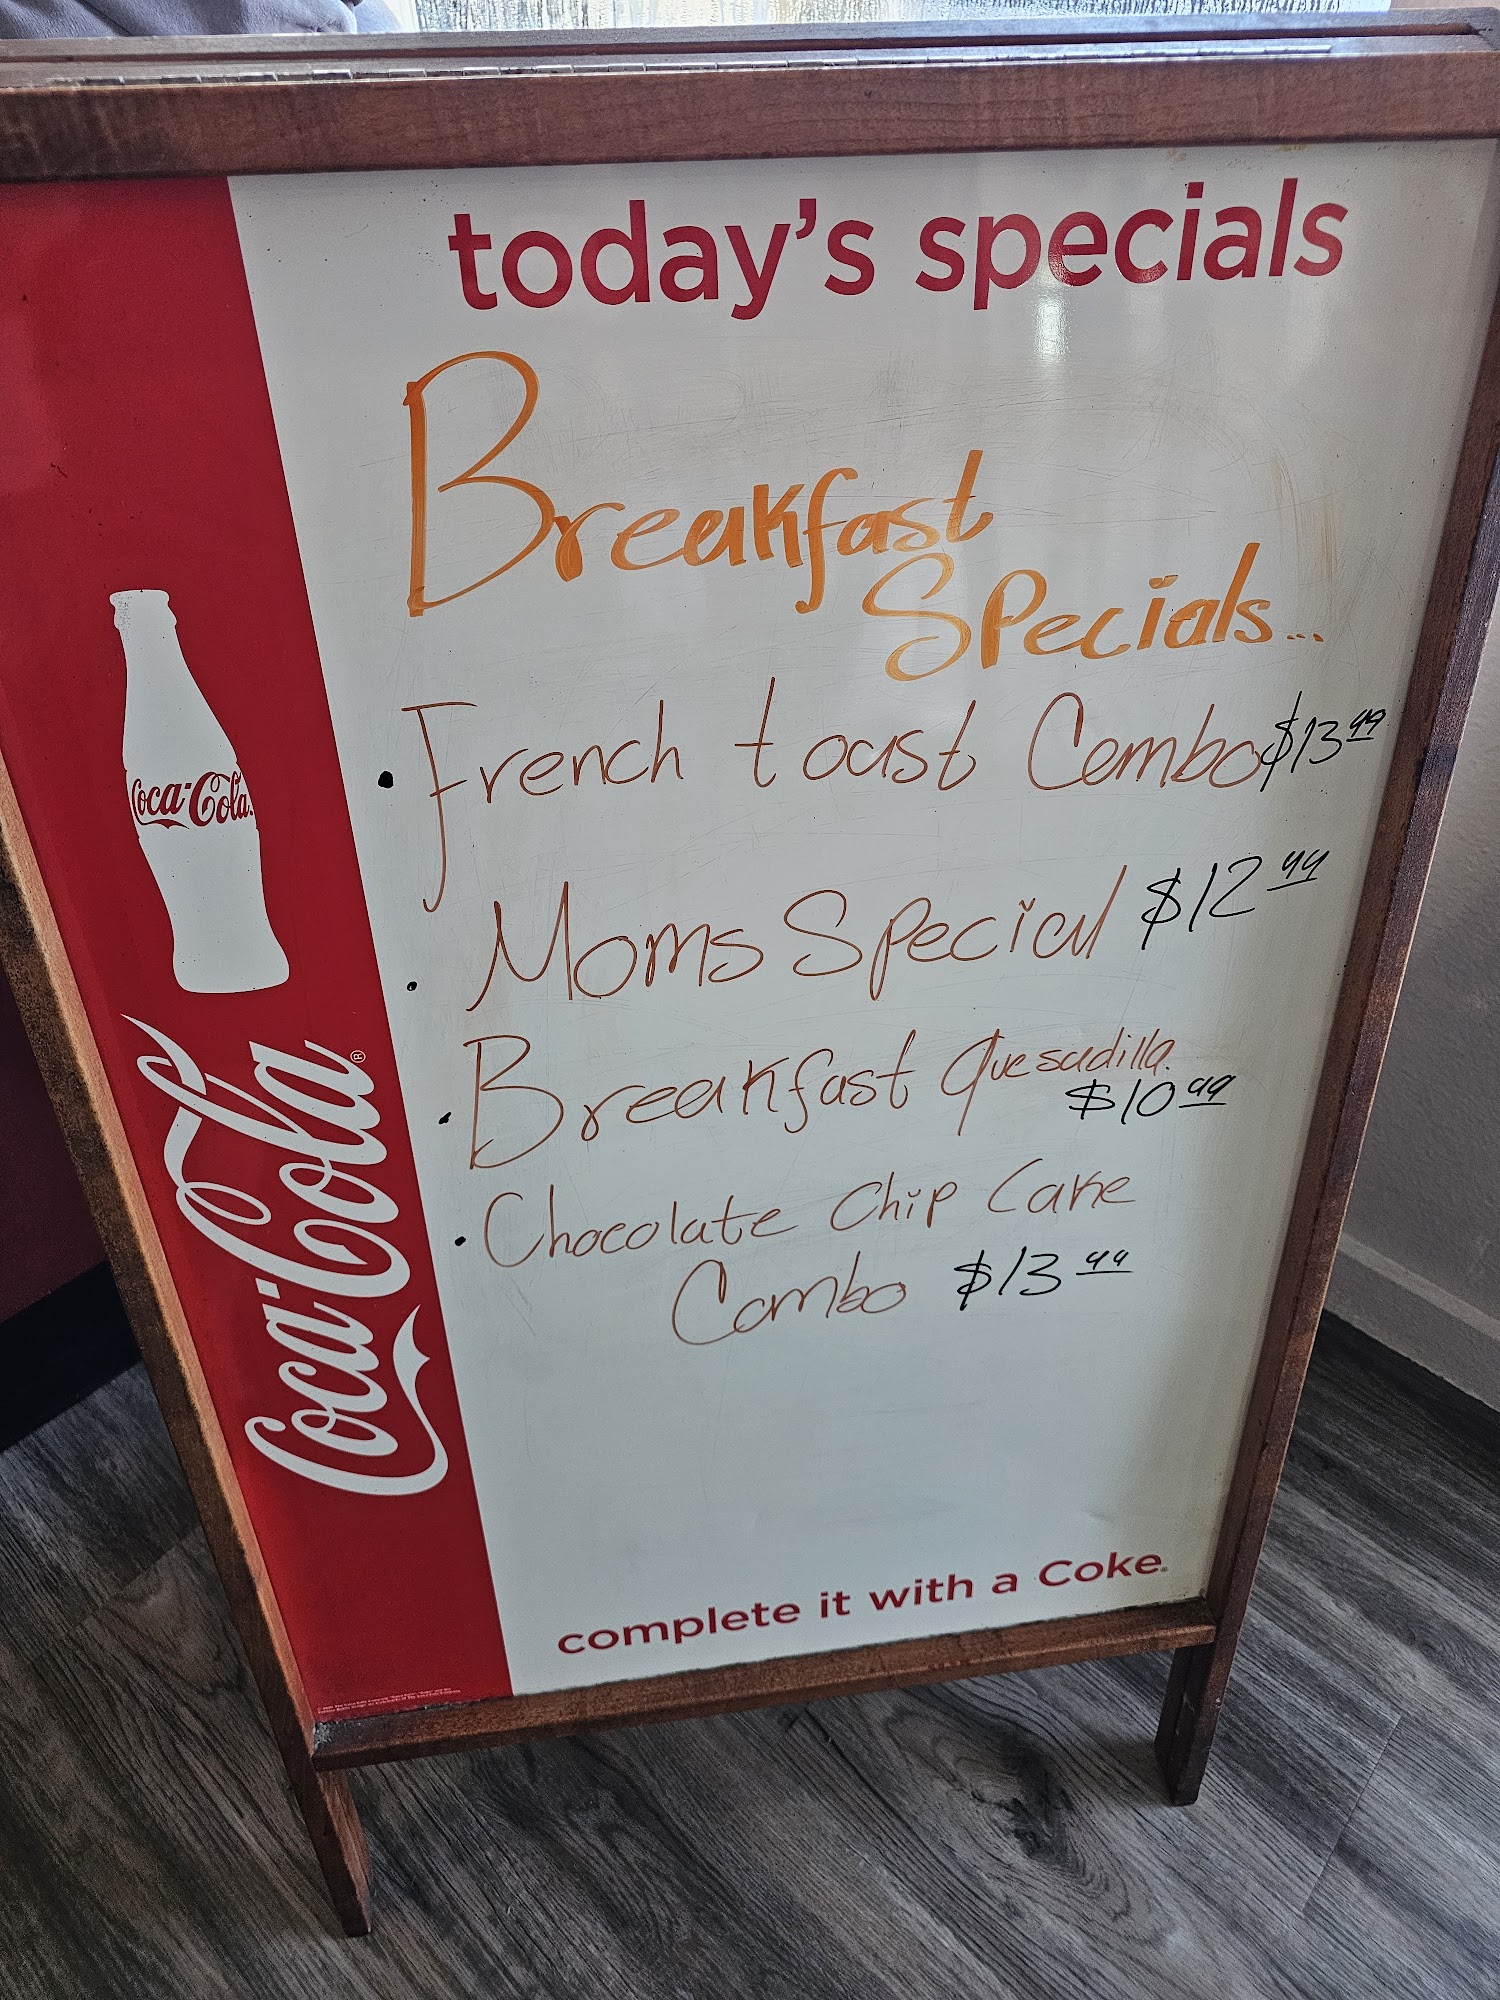 today's specials
Breakfast
Specials...
• French toast Combo $13.99
• Moms Special $12.99
• Breakfast Quesadilla
$10.99
• Chocolate Chip Cake
Combo $13.99
Coca-Cola
Coca-Cola®
complete it with a Coke®